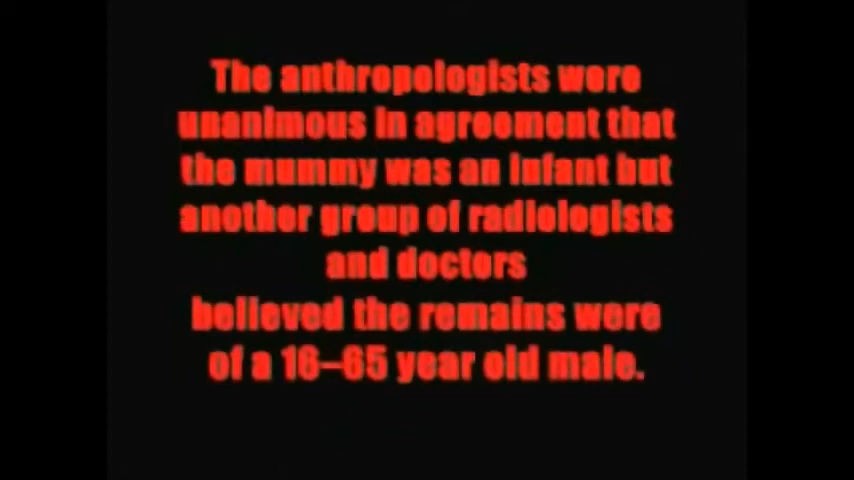 The anthropologists were
unanimous in agreement that
the mummy was an infant but
another group of radiologists
and doctors
believed the remains were
of a 16–65 year old male.